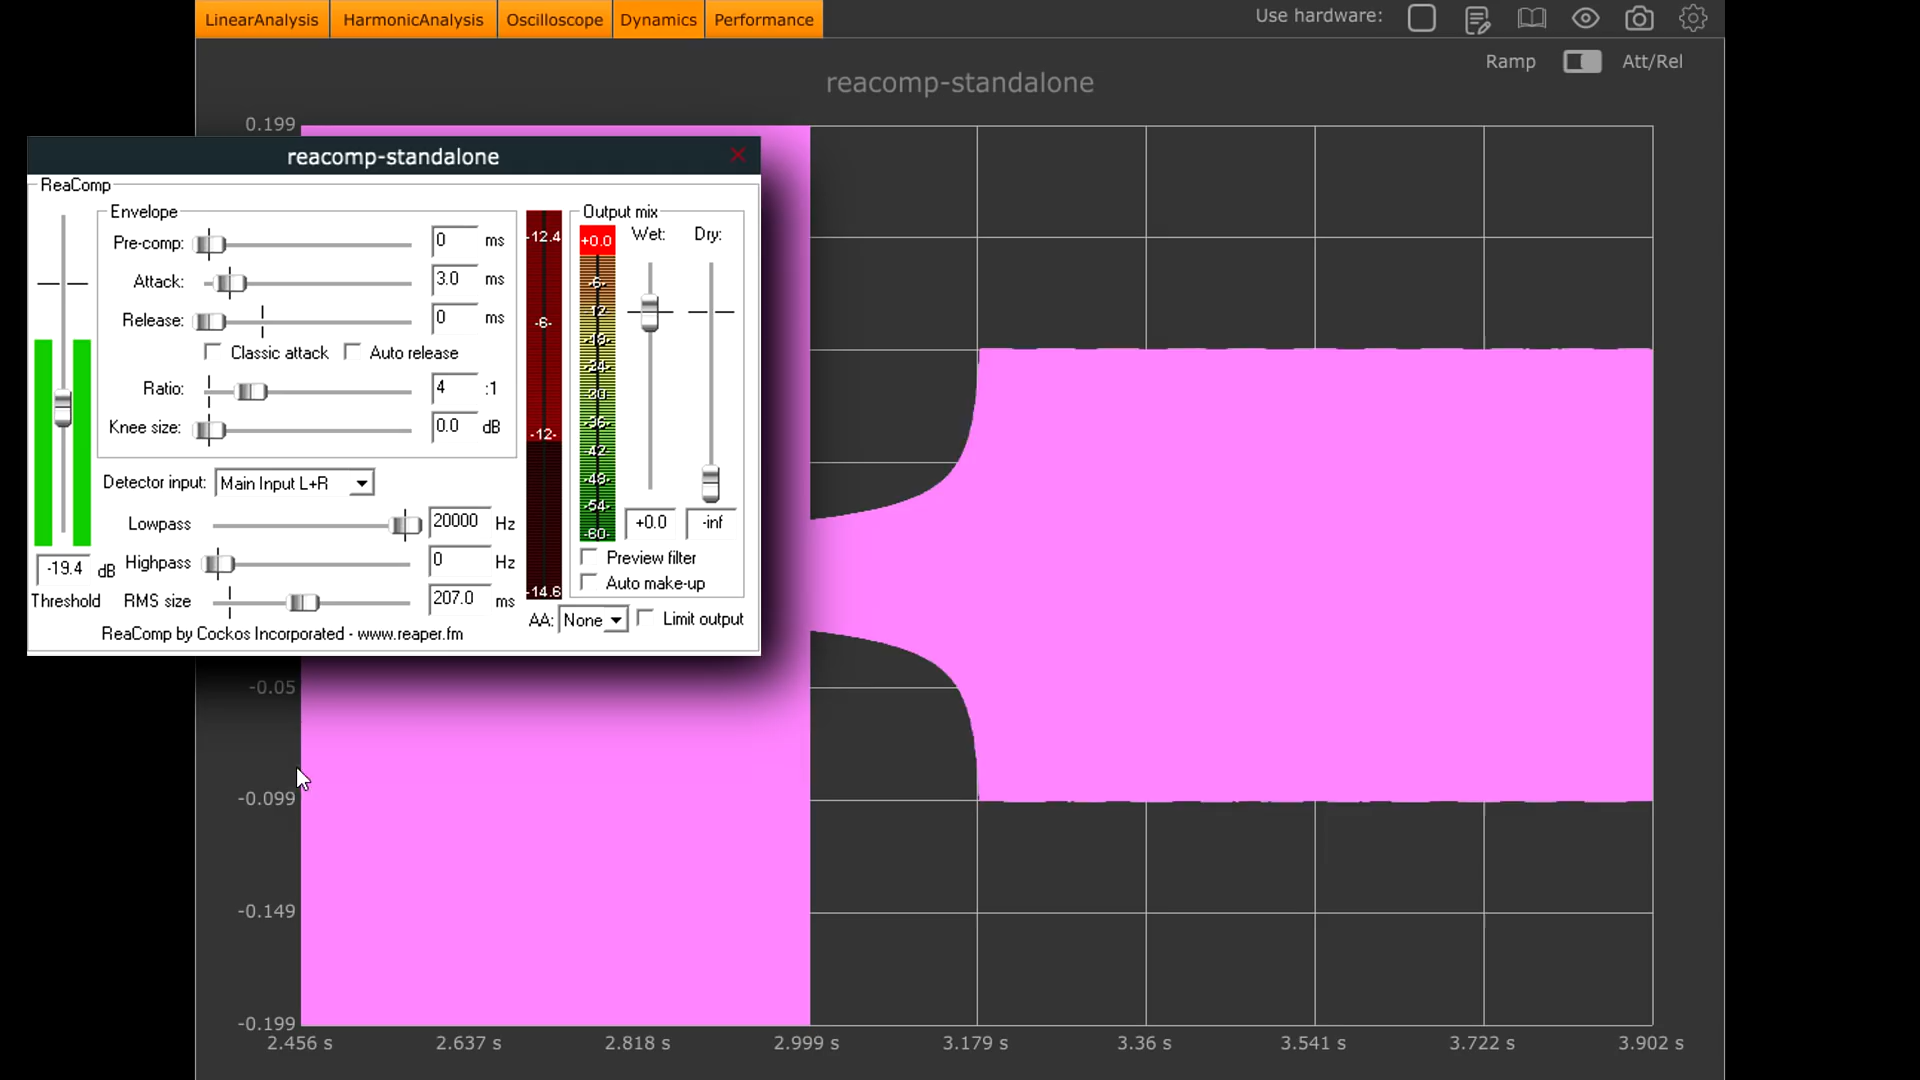 LinearAnalysis HarmonicAnalysis Oscilloscope Dynamics Performance Use hardware:
Ramp Att/Rel
reacomp-standalone
0.199
reacomp-standalone
ReaComp
Envelope Output mix
Pre-comp: 0 ms -12.4 +0.0 Wet: Dry:
Attack: 3.0 ms -6-
Release: 0 ms -6- -12-
-18-
Classic attack Auto release -24-
Ratio: 4 :1 -30-
-36-
Knee size: 0.0 dB -12- -42-
Detector input: Main Input L+R -48-
-54-
Lowpass 20000 Hz -60- +0.0 -inf
-19.4 dB Highpass 0 Hz Preview filter
-14.6 Auto make-up
Threshold RMS size 207.0 ms
AA: None Limit output
ReaComp by Cockos Incorporated - www.reaper.fm
-0.05
-0.099
-0.149
-0.199
2.456 s 2.637 s 2.818 s 2.999 s 3.179 s 3.36 s 3.541 s 3.722 s 3.902 s